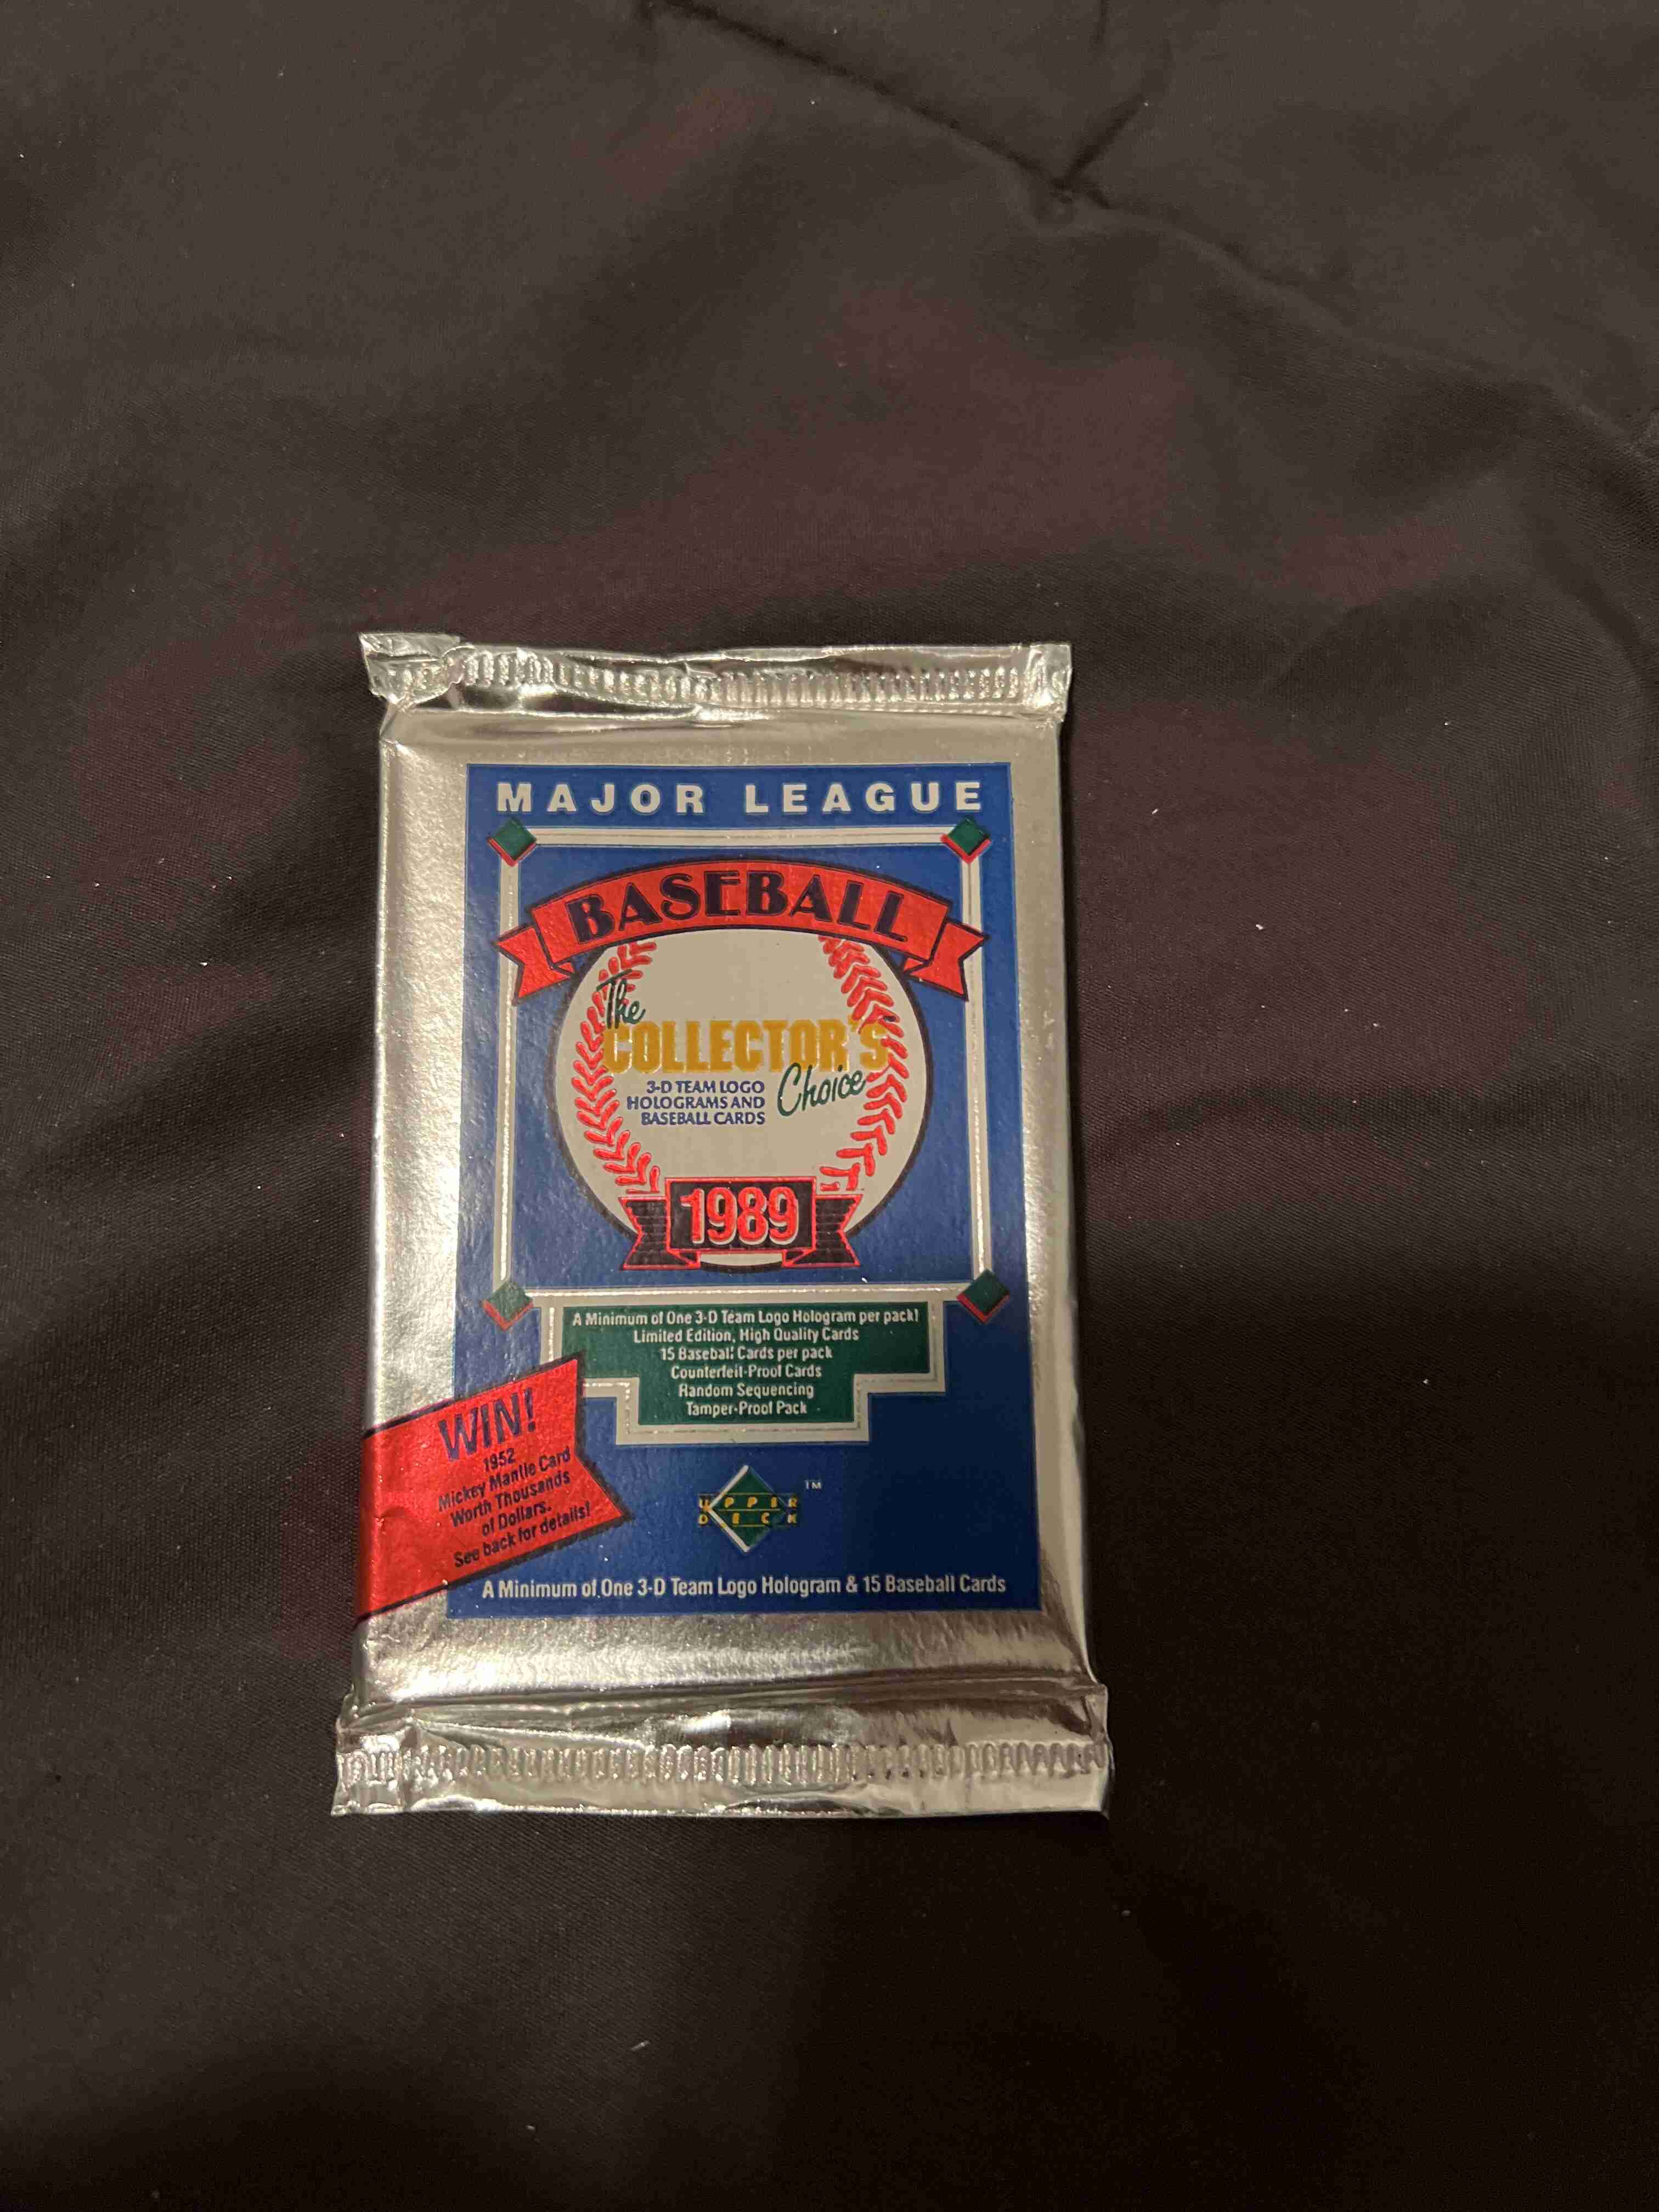 MAJOR LEAGUE
BASEBALL
The
COLLECTOR'S
Choice
3-D TEAM LOGO
HOLOGRAMS AND
BASEBALL CARDS
1989
A Minimum of One 3-D Team Logo Hologram per pack!
Limited Edition, High Quality Cards
15 Baseball Cards per pack
Counterfeit-Proof Cards
Random Sequencing
Tamper-Proof Pack
WIN!
1952
Mickey Mantle Card
Worth Thousands
of Dollars.
See back for details!
UPPER
DECK
TM
A Minimum of One 3-D Team Logo Hologram & 15 Baseball Cards